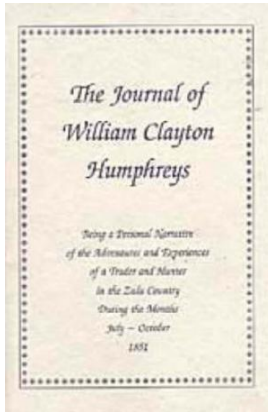 The Journal of
William Clayton
Humphreys
Being a Personal Narrative
of the Adventures and Experiences
of a Trader and Hunter
in the Zulu Country
During the Months
July – October
1851